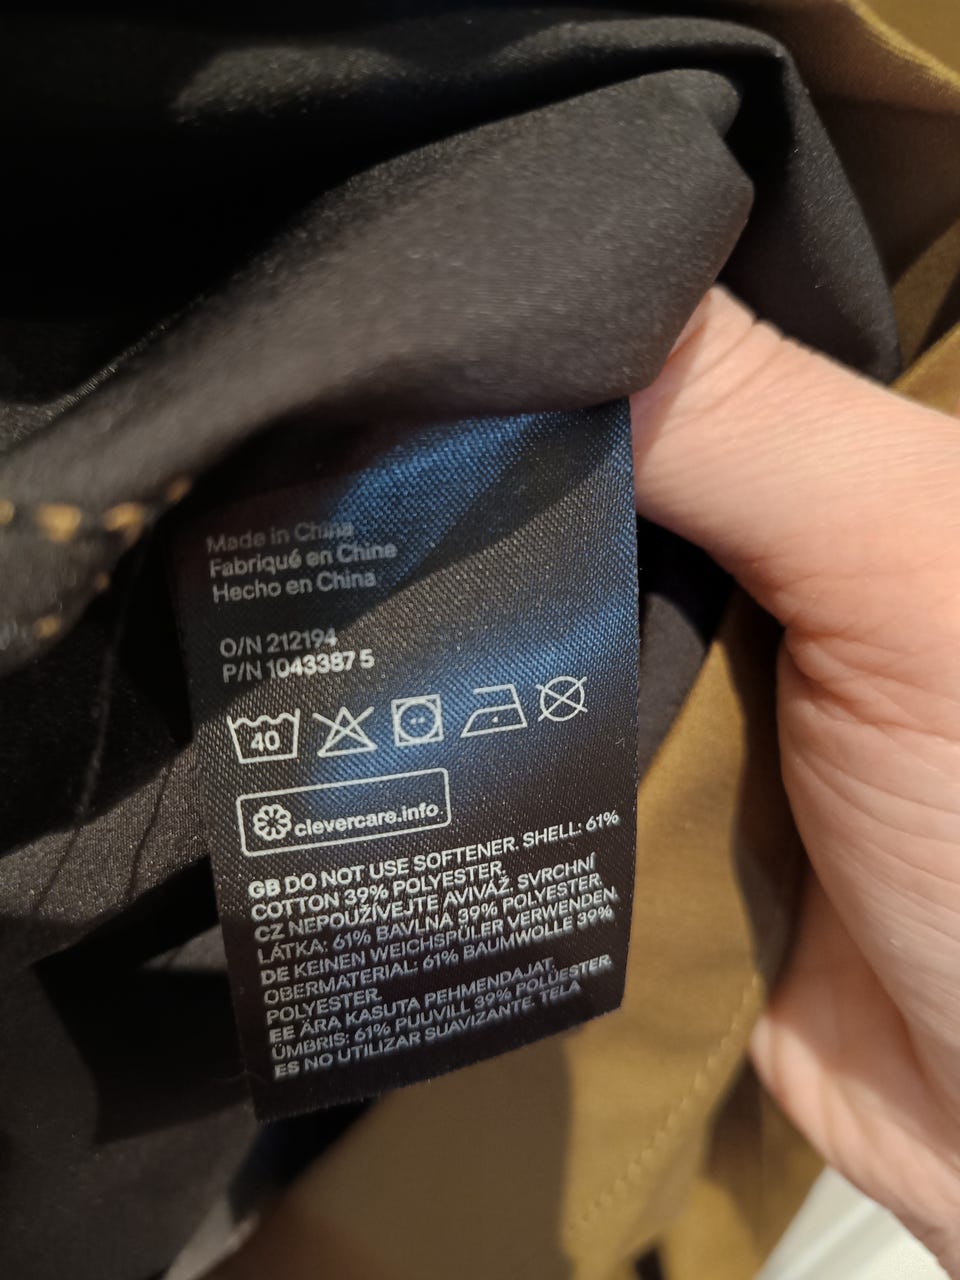 Made in China
Fabriqué en Chine
Hecho en China
O/N 212194
P/N 1043387 5
40
clevercare.info
GB DO NOT USE SOFTENER. SHELL: 61%
COTTON 39% POLYESTER.
CZ NEPOUŽÍVEJTE AVIVÁŽ. SVRCHNÍ
LÁTKA: 61% BAVLNA 39% POLYESTER.
DE KEINEN WEICHSPÜLER VERWENDEN.
OBERMATERIAL: 61% BAUMWOLLE 39%
POLYESTER.
EE ÄRA KASUTA PEHMENDAJAT.
ÜMBRIS: 61% PUUVILL 39% POLÜESTER.
ES NO UTILIZAR SUAVIZANTE. TELA